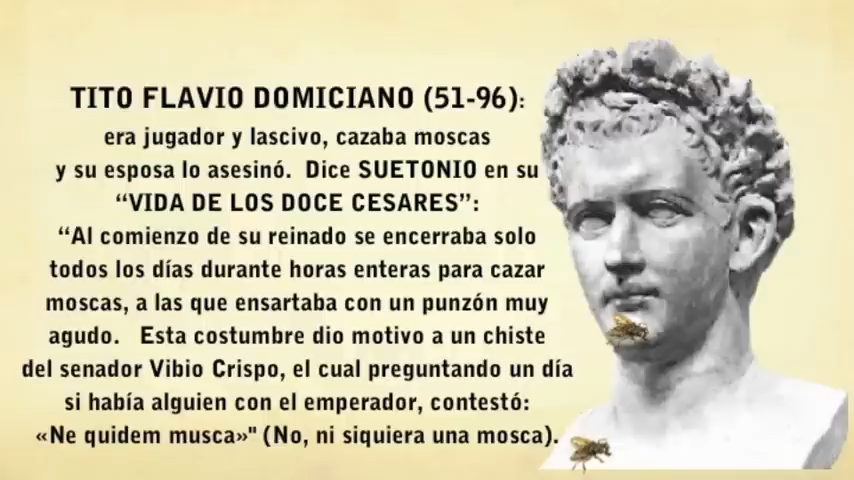 TITO FLAVIO DOMICIANO (51-96):
era jugador y lascivo, cazaba moscas
y su esposa lo asesinó. Dice SUETONIO en su
“VIDA DE LOS DOCE CESARES”:
“Al comienzo de su reinado se encerraba solo
todos los días durante horas enteras para cazar
moscas, a las que ensartaba con un punzón muy
agudo. Esta costumbre dio motivo a un chiste
del senador Vibio Crispo, el cual preguntando un día
si había alguien con el emperador, contestó:
«Ne quidem musca»" (No, ni siquiera una mosca).